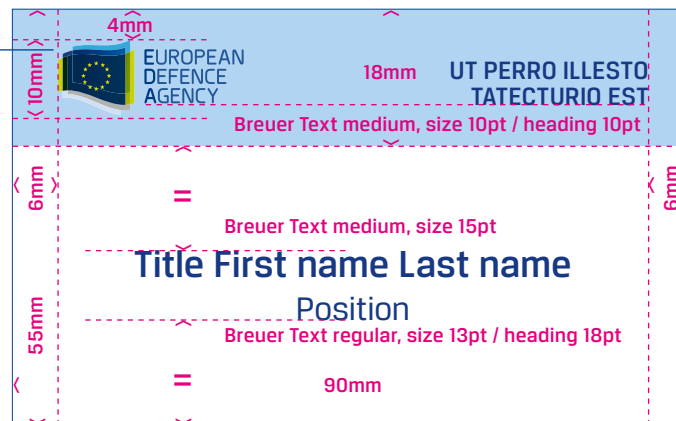 4mm
10mm
EUROPEAN
DEFENCE
AGENCY
18mm
UT PERRO ILLESTO
TATECTURIO EST
Breuer Text medium, size 10pt / heading 10pt
6mm
6mm
=
Breuer Text medium, size 15pt
Title First name Last name
Position
Breuer Text regular, size 13pt / heading 18pt
55mm
=
90mm